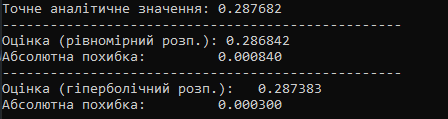 Точне аналітичне значення: 0.287682
--------------------------------------------------
Оцінка (рівномірний розп.): 0.286842
Абсолютна похибка:         0.000840
--------------------------------------------------
Оцінка (гіперболічний розп.):   0.287383
Абсолютна похибка:         0.000300